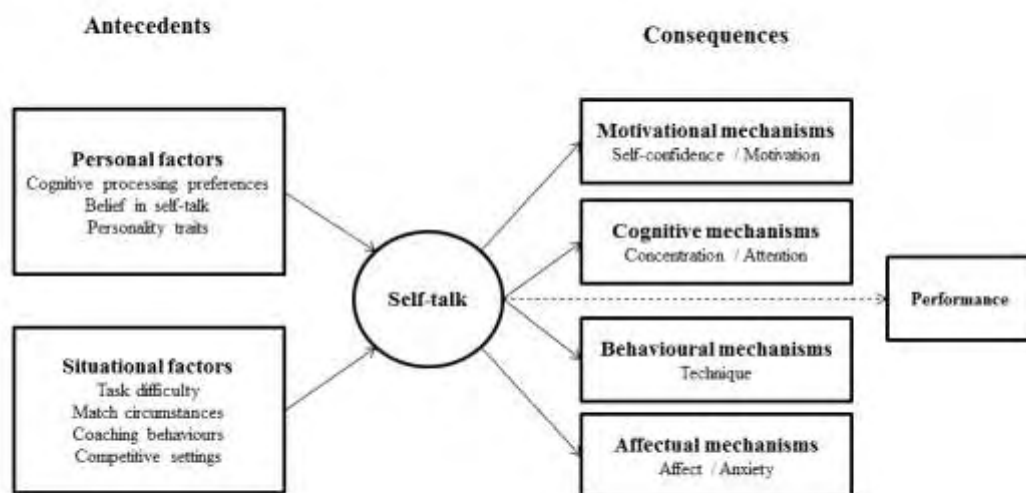 Antecedents
Consequences
Personal factors
Cognitive processing preferences
Belief in self-talk
Personality traits
Situational factors
Task difficulty
Match circumstances
Coaching behaviours
Competitive settings
Self-talk
Motivational mechanisms
Self-confidence / Motivation
Cognitive mechanisms
Concentration / Attention
Behavioural mechanisms
Technique
Affectual mechanisms
Affect / Anxiety
Performance